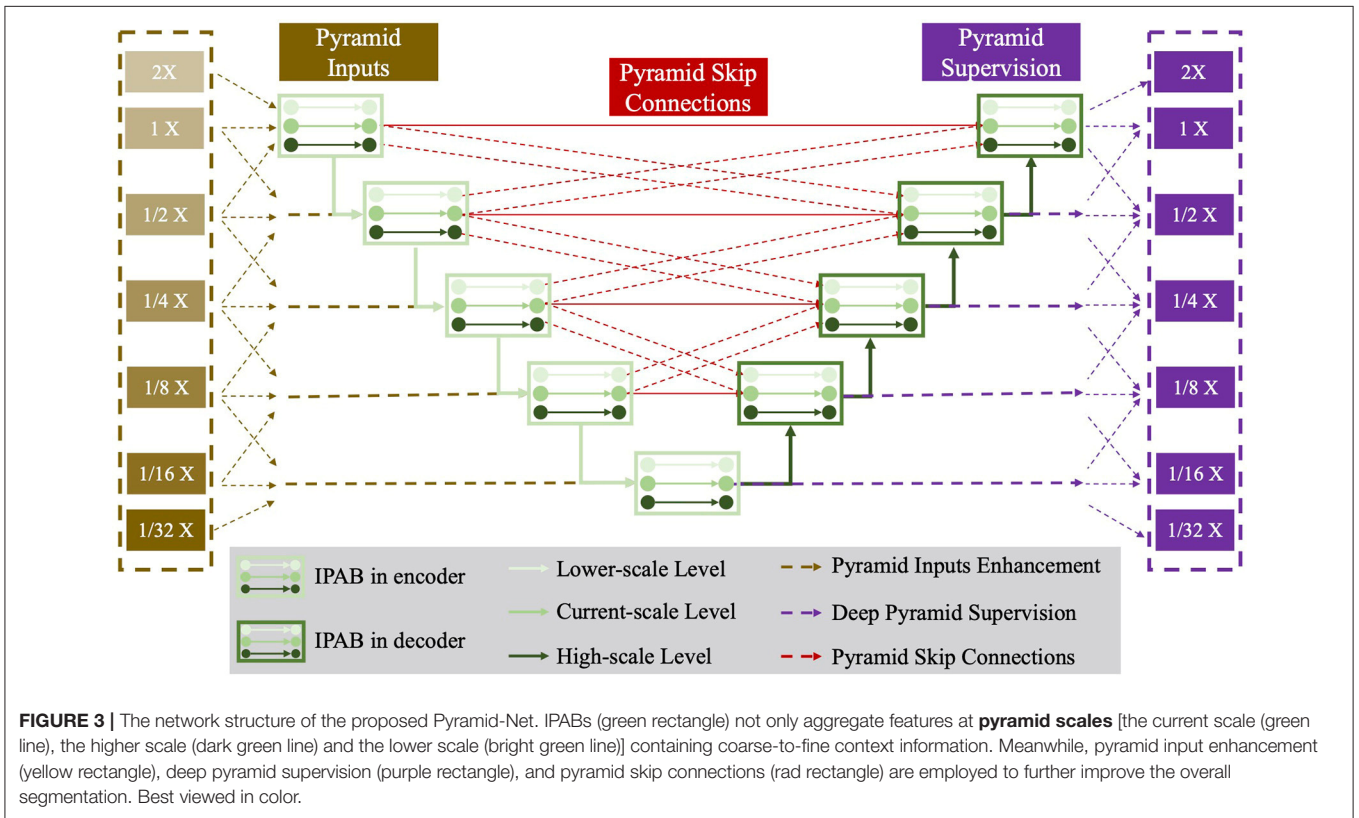 Pyramid
Inputs
Pyramid Skip
Connections
Pyramid
Supervision
2X
1 X
1/2 X
1/4 X
1/8 X
1/16 X
1/32 X
2X
1 X
1/2 X
1/4 X
1/8 X
1/16 X
1/32 X
IPAB in encoder
IPAB in decoder
Lower-scale Level
Current-scale Level
High-scale Level
Pyramid Inputs Enhancement
Deep Pyramid Supervision
Pyramid Skip Connections
FIGURE 3 | The network structure of the proposed Pyramid-Net. IPABs (green rectangle) not only aggregate features at pyramid scales [the current scale (green
line), the higher scale (dark green line) and the lower scale (bright green line)] containing coarse-to-fine context information. Meanwhile, pyramid input enhancement
(yellow rectangle), deep pyramid supervision (purple rectangle), and pyramid skip connections (rad rectangle) are employed to further improve the overall
segmentation. Best viewed in color.